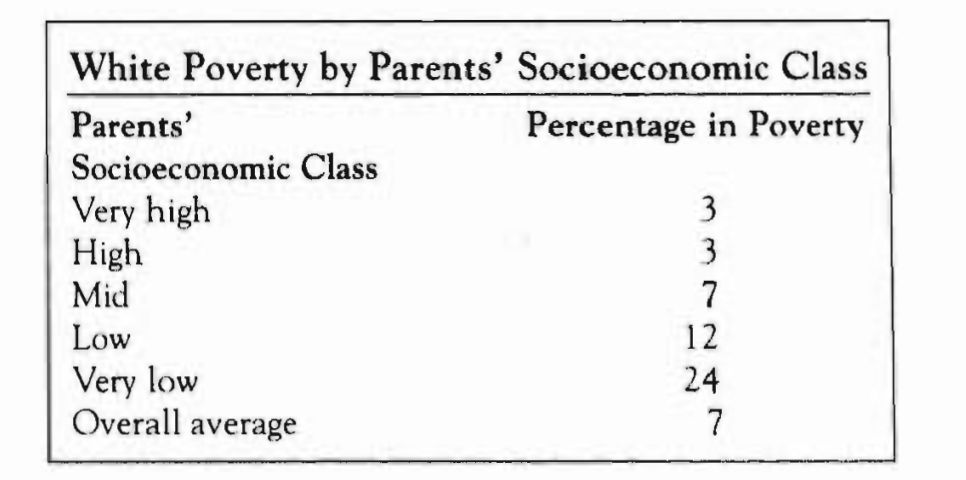 White Poverty by Parents' Socioeconomic Class
Parents' Percentage in Poverty
Socioeconomic Class
Very high 3
High 3
Mid 7
Low 12
Very low 24
Overall average 7